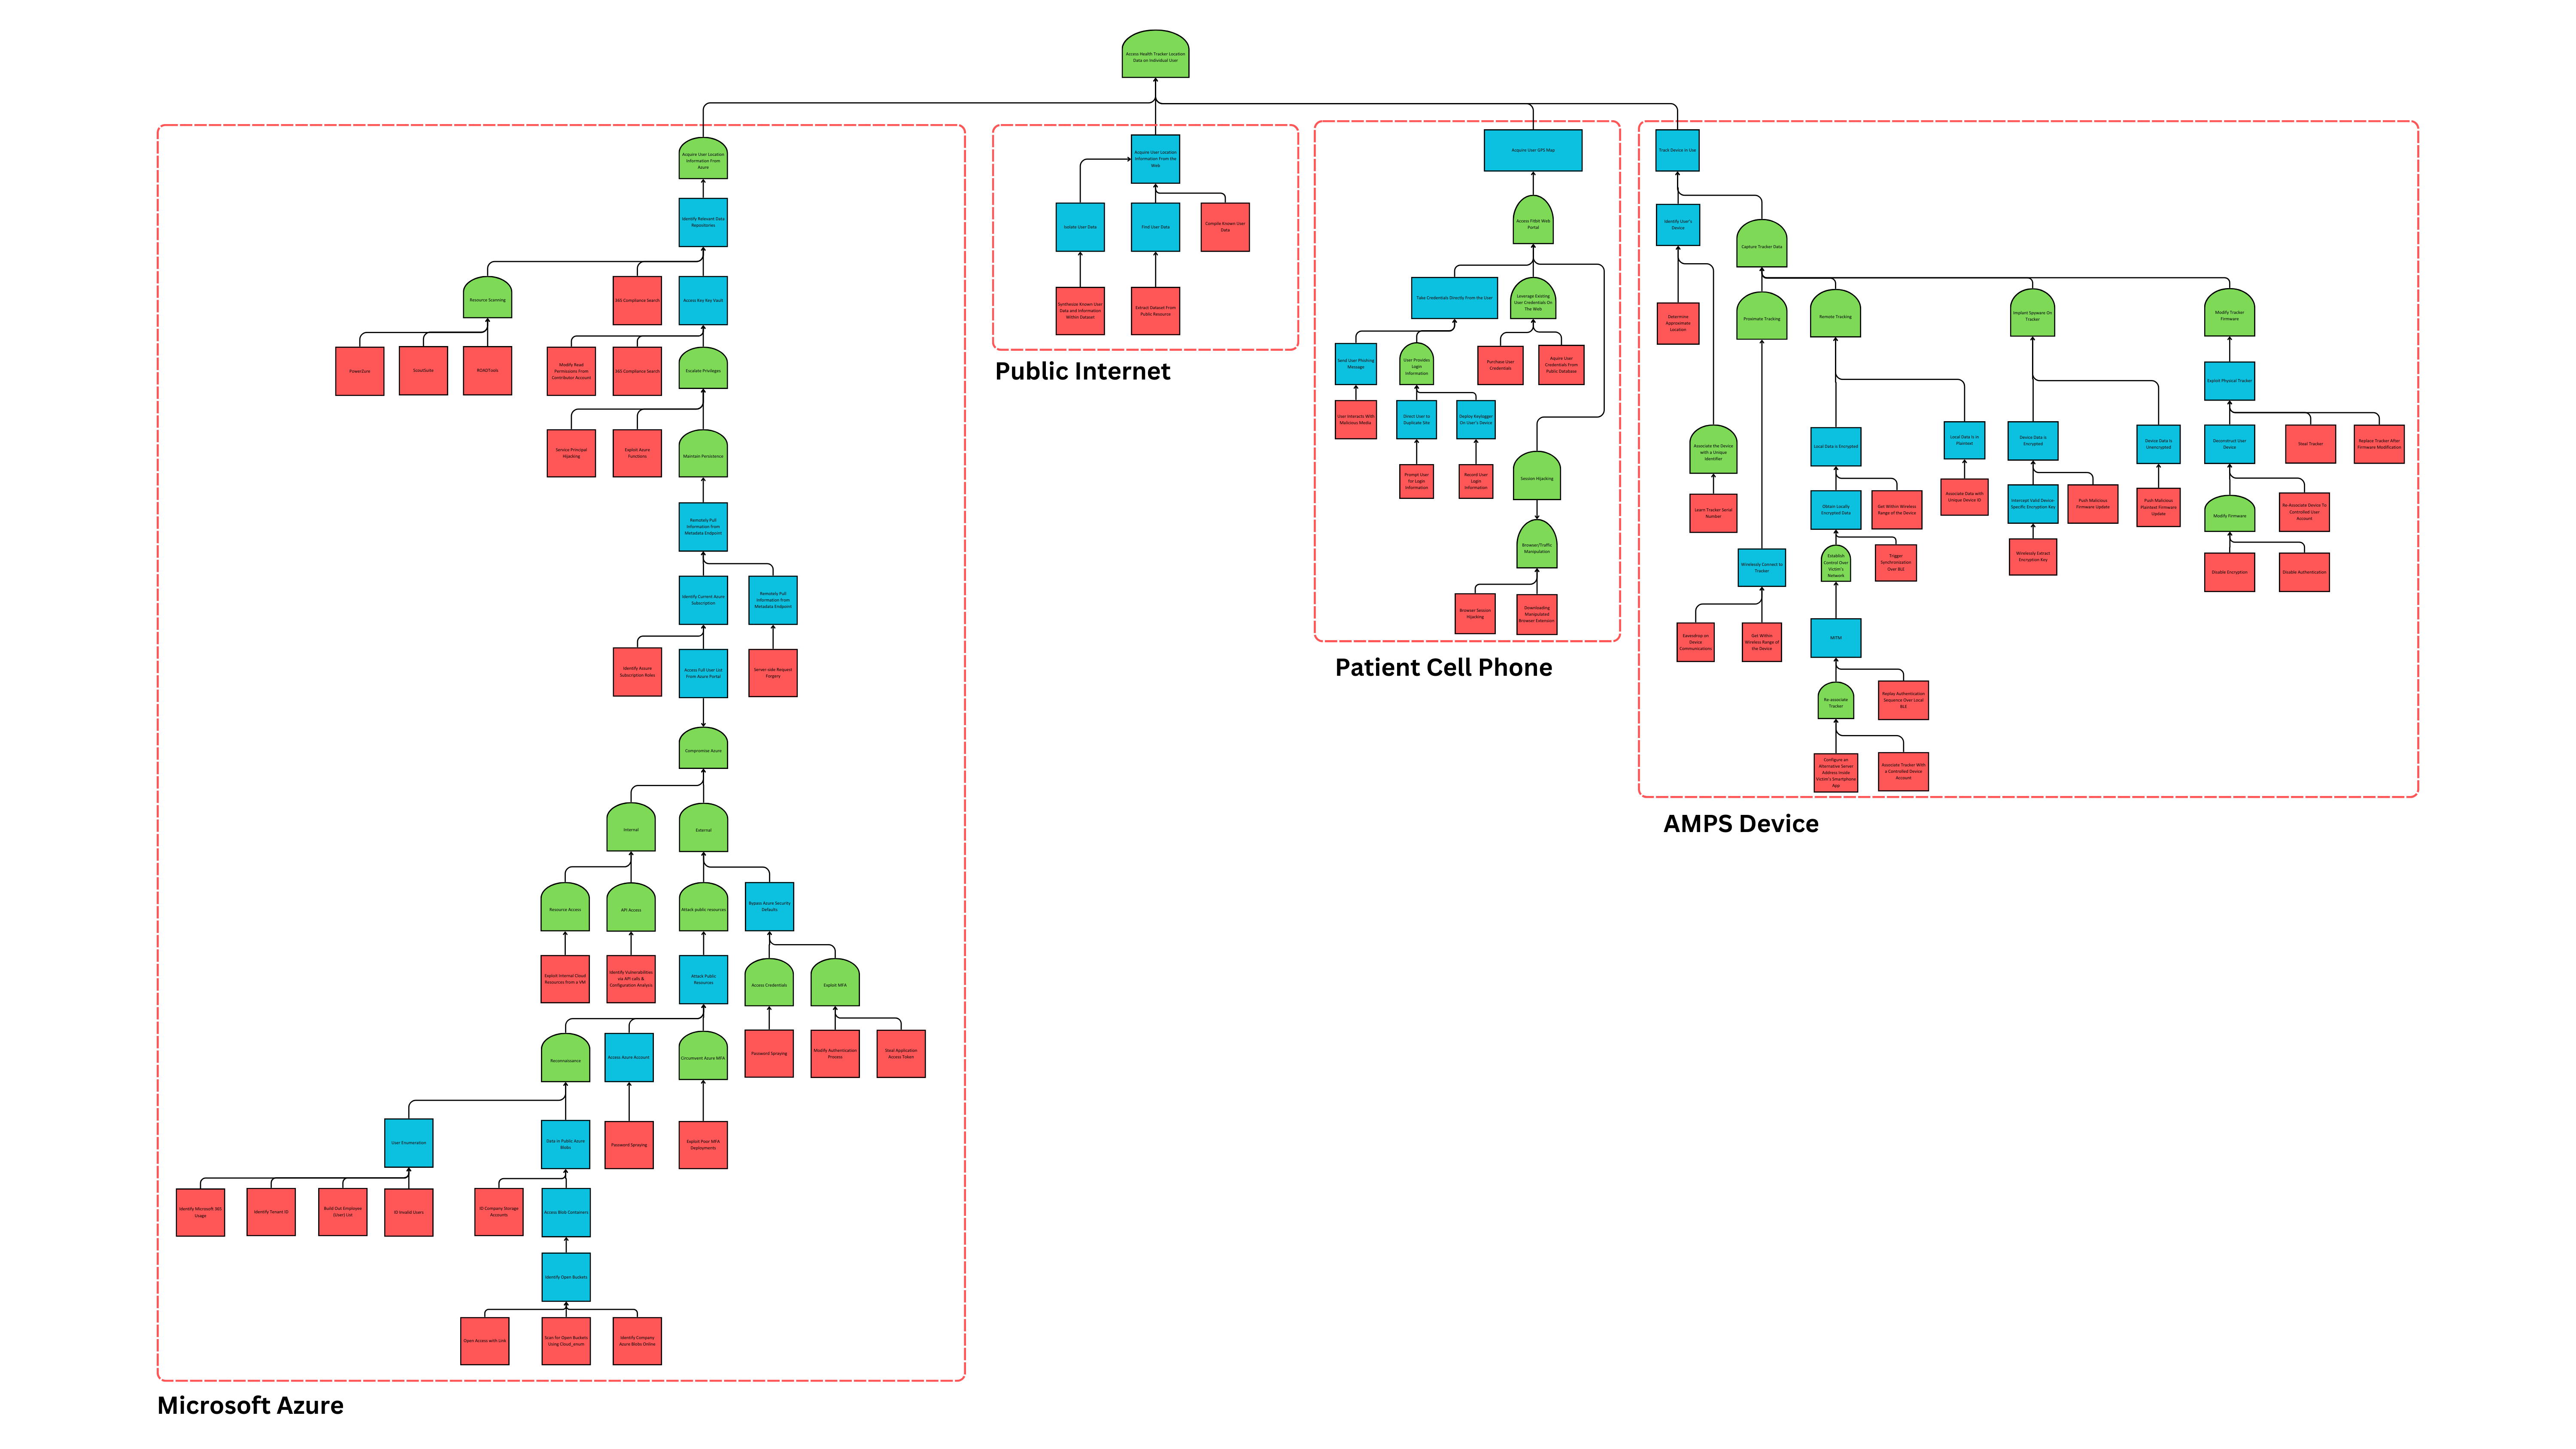 Access Health Tracker Location
Data on Individual User
Acquire User Location
Information From
Azure
Identify Relevant Data
Repositories
Resource Scanning
365 Compliance Search
Access Key Vault
PowerZure
ScoutSuite
ROADTools
Modify Read
Permissions From
Contributor Account
365 Compliance Search
Escalate Privileges
Service Principal
Hijacking
Exploit Azure
Functions
Maintain Persistence
Remotely Pull
Information from
Metadata Endpoint
Identify Current Azure
Subscription
Remotely Pull
Information From
Metadata Endpoint
Identify Assure
Subscription Roles
Access Full User List
From Azure Portal
Server-side Request
Forgery
Compromise Azure
Internal
External
Resource Access
API Access
Attack public resources
Bypass Azure Security
Defaults
Exploit Internal Cloud
Resources from a VM
Identify Vulnerabilities
via API calls &
Configuration Analysis
Attack Public
Resources
Access Credentials
Exploit MFA
Reconnaissance
Access Azure Account
Circumvent Azure MFA
Password Spraying
Modify Authentication
Process
Steal Application
Access Token
User Enumeration
Data In Public Azure
Blobs
Password Spraying
Exploit Poor MFA
Deployments
Identify Microsoft 365
Usage
Identify Tenant ID
Build Out Employee
(User) List
ID Invalid Users
ID Company Storage
Accounts
Access Blob Containers
Identify Open Buckets
Open Access with Link
Scan for Open Buckets
Using Cloud_enum
Identify Company
Azure Blobs Online
Microsoft Azure
Acquire User Location
Information From the
Web
Isolate User Data
Find User Data
Compile Known User
Data
Synthesize Known User
Data and Information
Within Dataset
Extract Dataset From
Public Resource
Public Internet
Acquire User GPS Map
Access Fitbit Web
Portal
Take Credentials Directly From the User
Leverage Existing
User Credentials On
The Web
Send User Phishing
Message
User Provides
Login
Information
Purchase User
Credentials
Aquire User
Credentials From
Public Database
User Interacts With
Malicious Media
Direct User to
Duplicate Site
Deploy Keylogger
On User's Device
Prompt User
for Login
Information
Record User
Login
Information
Session Hijacking
Browser/Traffic
Manipulation
Browser Session
Hijacking
Downloading
Manipulated
Browser Extension
Patient Cell Phone
Track Device in Use
Identify User's
Device
Capture Tracker Data
Determine
Approximate
Location
Proximate Tracking
Remote Tracking
Implant Spyware On
Tracker
Modify Tracker
Firmware
Exploit Physical Tracker
Associate the Device
with a Unique
Identifier
Local Data is Encrypted
Local Data is in
Plaintext
Device Data is
Encrypted
Device Data is
Unencrypted
Deconstruct User
Device
Steal Tracker
Replace Tracker After
Firmware Modification
Learn Tracker Serial
Number
Obtain Locally
Encrypted Data
Get Within Wireless
Range of the Device
Associate Data with
Unique Device ID
Intercept Valid Device-
Specific Encryption Key
Push Malicious
Firmware Update
Push Malicious
Plaintext Firmware
Update
Modify Firmware
Re-Associate Device To
Controlled User
Account
Wirelessly Connect to
Tracker
Establish
Control Over
Victim's
Network
Trigger
Synchronization
Over BLE
Wirelessly Extract
Encryption Key
Disable Encryption
Disable Authentication
Eavesdrop on
Device
Communications
Get Within
Wireless Range of
the Device
MITM
Re-associate
Tracker
Replay Authentication
Sequence Over Local
BLE
Configure an
Alternative Server
Address Inside
Victim's Smartphone
App
Associate Tracker With
a Controlled Device
Account
AMPS Device